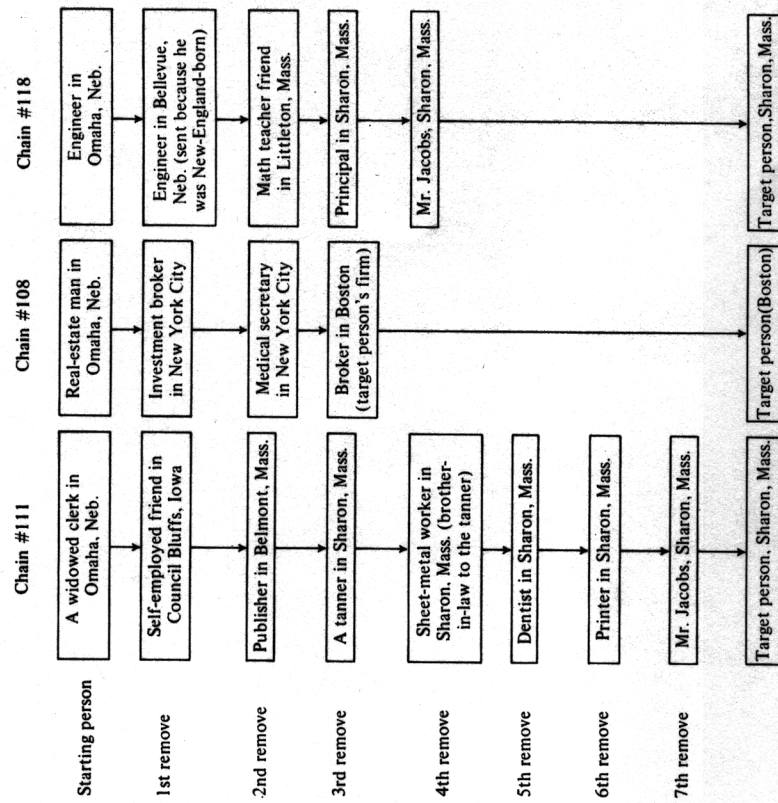 Chain #111
Chain #108
Chain #118
Starting person
A widowed clerk in
Omaha, Neb.
Real-estate man in
Omaha, Neb.
Engineer in
Omaha, Neb.
1st remove
Self-employed friend in
Council Bluffs, Iowa
Investment broker
in New York City
Engineer in Bellevue,
Neb. (sent because he
was New-England-born)
2nd remove
Publisher in Belmont, Mass.
Medical secretary
in New York City
Math teacher friend
in Littleton, Mass.
3rd remove
A tanner in Sharon, Mass.
Broker in Boston
(target person's firm)
Principal in Sharon, Mass.
4th remove
Sheet-metal worker in
Sharon, Mass. (brother-
in-law to the tanner)
Mr. Jacobs, Sharon, Mass.
5th remove
Dentist in Sharon, Mass.
6th remove
Printer in Sharon, Mass.
7th remove
Mr. Jacobs, Sharon, Mass.
Target person, Sharon, Mass.
Target person(Boston)
Target person,Sharon,Mass.